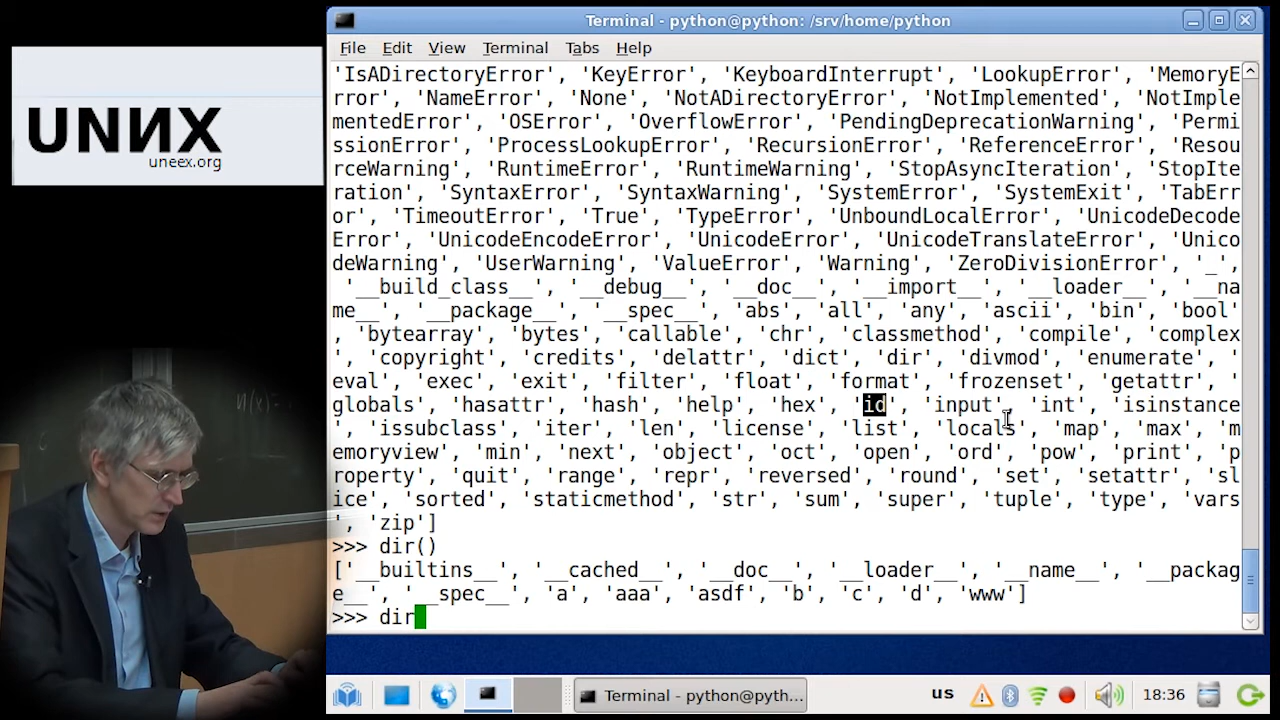 UNИX
uneex.org
Terminal - python@python: /srv/home/python
File Edit View Terminal Tabs Help
'IsADirectoryError', 'KeyError', 'KeyboardInterrupt', 'LookupError', 'MemoryE
rror', 'NameError', 'None', 'NotADirectoryError', 'NotImplemented', 'NotImple
mentedError', 'OSError', 'OverflowError', 'PendingDeprecationWarning', 'Permi
ssionError', 'ProcessLookupError', 'RecursionError', 'ReferenceError', 'Resou
rceWarning', 'RuntimeError', 'RuntimeWarning', 'StopAsyncIteration', 'StopIte
ration', 'SyntaxError', 'SyntaxWarning', 'SystemError', 'SystemExit', 'TabErr
or', 'TimeoutError', 'True', 'TypeError', 'UnboundLocalError', 'UnicodeDecode
Error', 'UnicodeEncodeError', 'UnicodeError', 'UnicodeTranslateError', 'Unico
deWarning', 'UserWarning', 'ValueError', 'Warning', 'ZeroDivisionError', '_',
'__build_class__', '__debug__', '__doc__', '__import__', '__loader__', '__na
me__', '__package__', '__spec__', 'abs', 'all', 'any', 'ascii', 'bin', 'bool'
, 'bytearray', 'bytes', 'callable', 'chr', 'classmethod', 'compile', 'complex
', 'copyright', 'credits', 'delattr', 'dict', 'dir', 'divmod', 'enumerate', '
eval', 'exec', 'exit', 'filter', 'float', 'format', 'frozenset', 'getattr', '
globals', 'hasattr', 'hash', 'help', 'hex', 'id', 'input', 'int', 'isinstance
', 'issubclass', 'iter', 'len', 'license', 'list', 'locals', 'map', 'max', 'm
emoryview', 'min', 'next', 'object', 'oct', 'open', 'ord', 'pow', 'print', 'p
roperty', 'quit', 'range', 'repr', 'reversed', 'round', 'set', 'setattr', 'sl
ice', 'sorted', 'staticmethod', 'str', 'sum', 'super', 'tuple', 'type', 'vars
', 'zip']
>>> dir()
['__builtins__', '__cached__', '__doc__', '__loader__', '__name__', '__packag
e__', '__spec__', 'a', 'aaa', 'asdf', 'b', 'c', 'd', 'www']
>>> dir
Terminal - python@pyth...
us
18:36